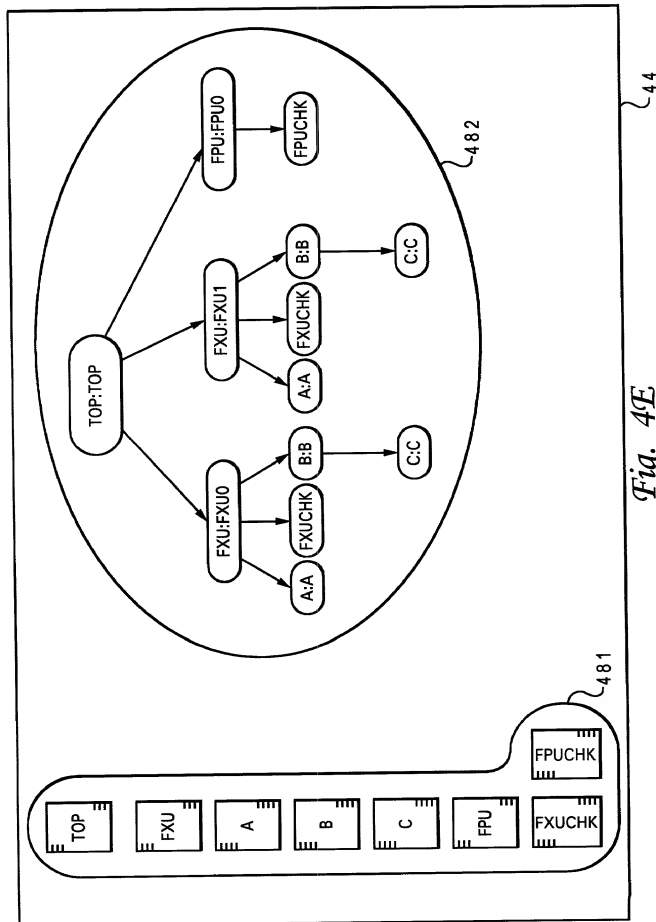 TOP:TOP
FXU:FXU0
FXU:FXU1
FPU:FPU0
A:A
FXUCHK
B:B
A:A
FXUCHK
B:B
FPUCHK
C:C
C:C
482
TOP
FXU
A
B
C
FPU
FXUCHK
FPUCHK
481
44
Fig. 4E